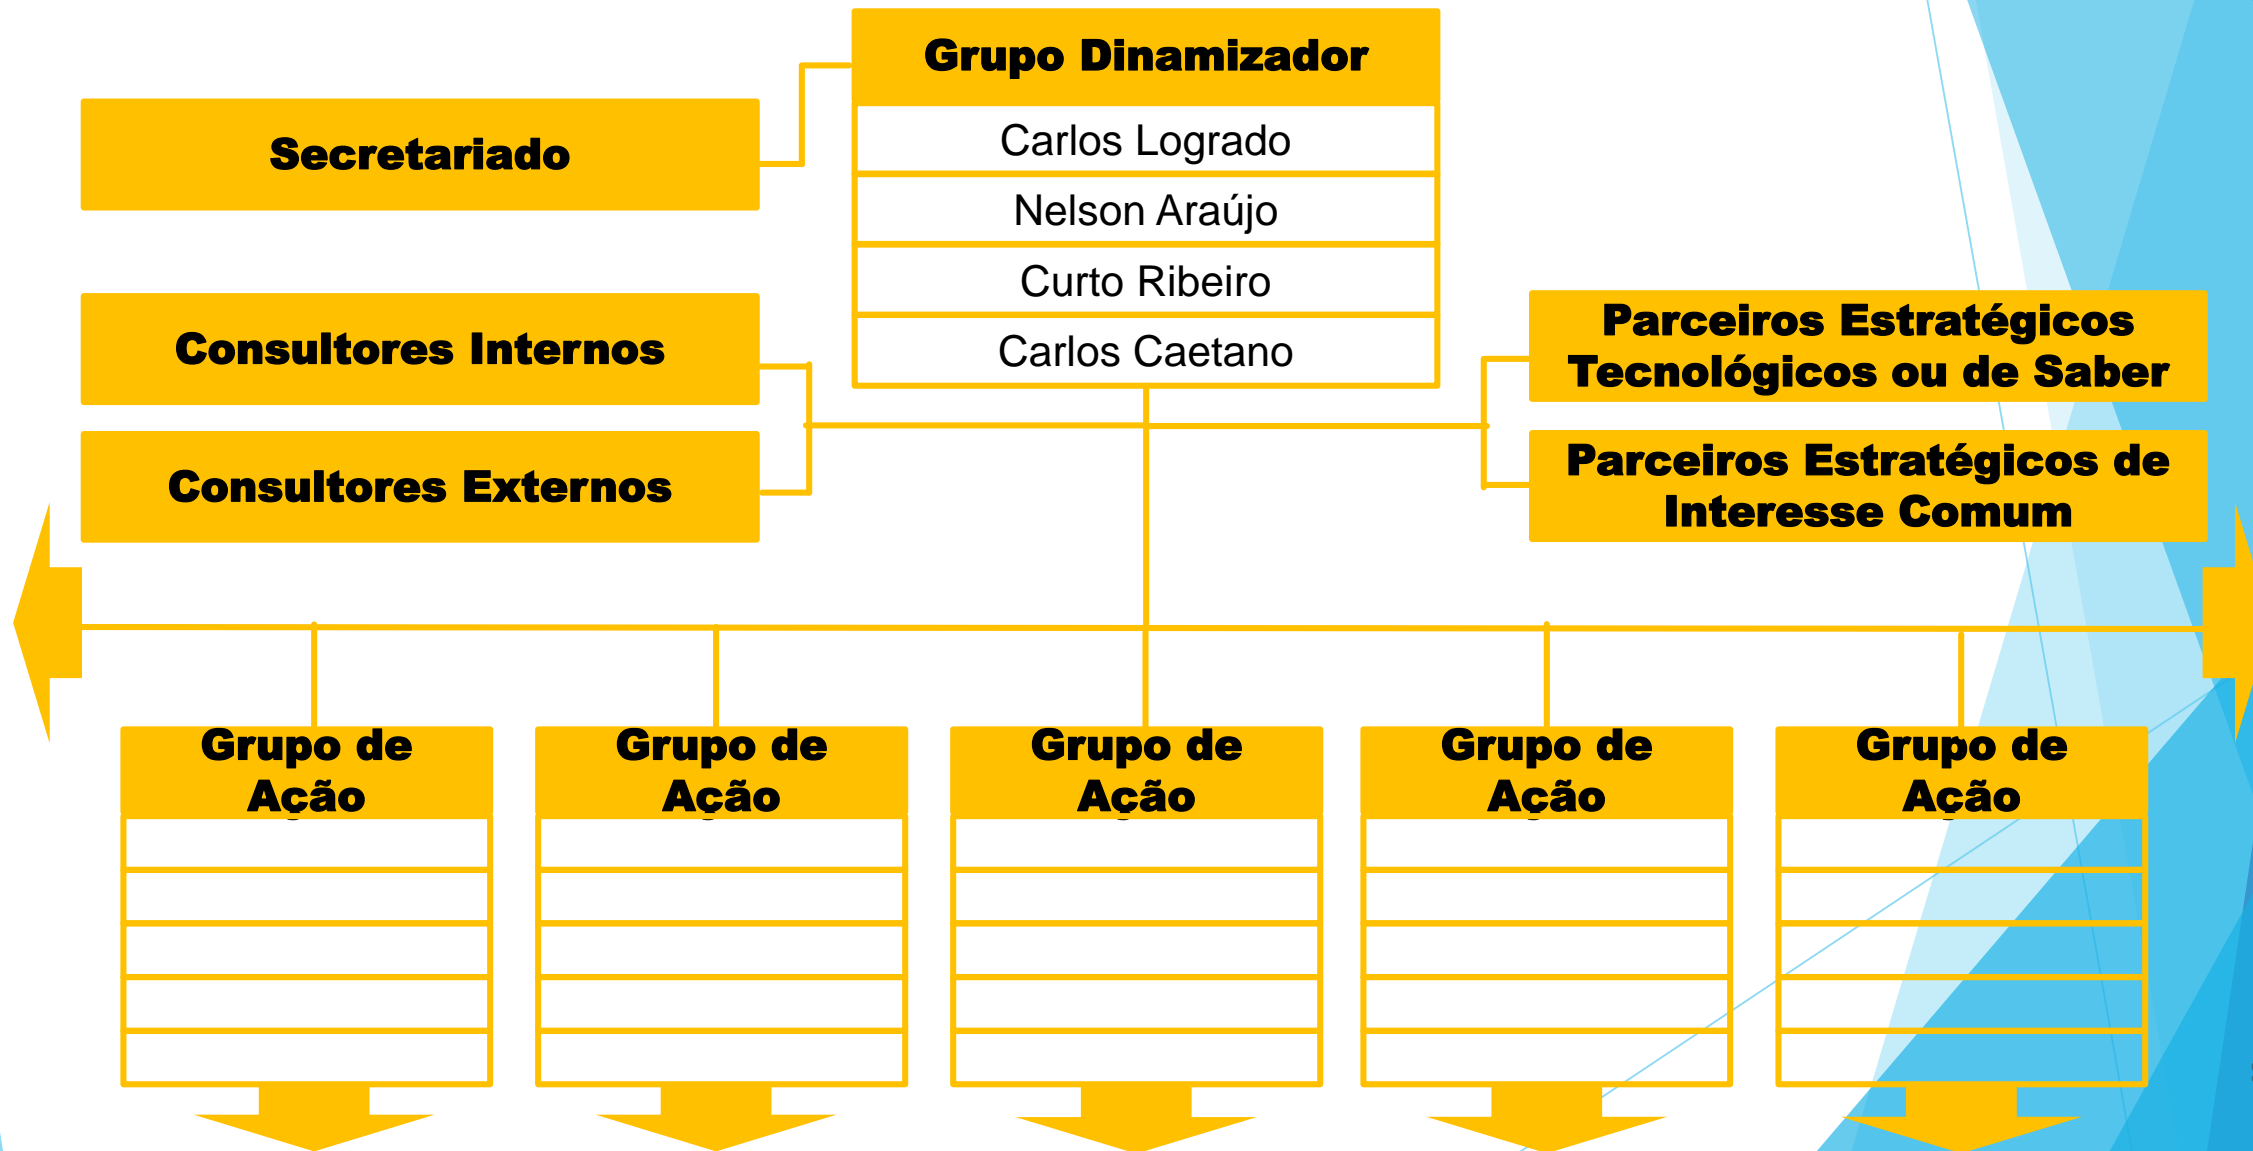 Grupo Dinamizador
Carlos Logrado
Nelson Araújo
Curto Ribeiro
Carlos Caetano
Secretariado
Consultores Internos
Consultores Externos
Parceiros Estratégicos
Tecnológicos ou de Saber
Parceiros Estratégicos de
Interesse Comum
Grupo de
Ação
Grupo de
Ação
Grupo de
Ação
Grupo de
Ação
Grupo de
Ação